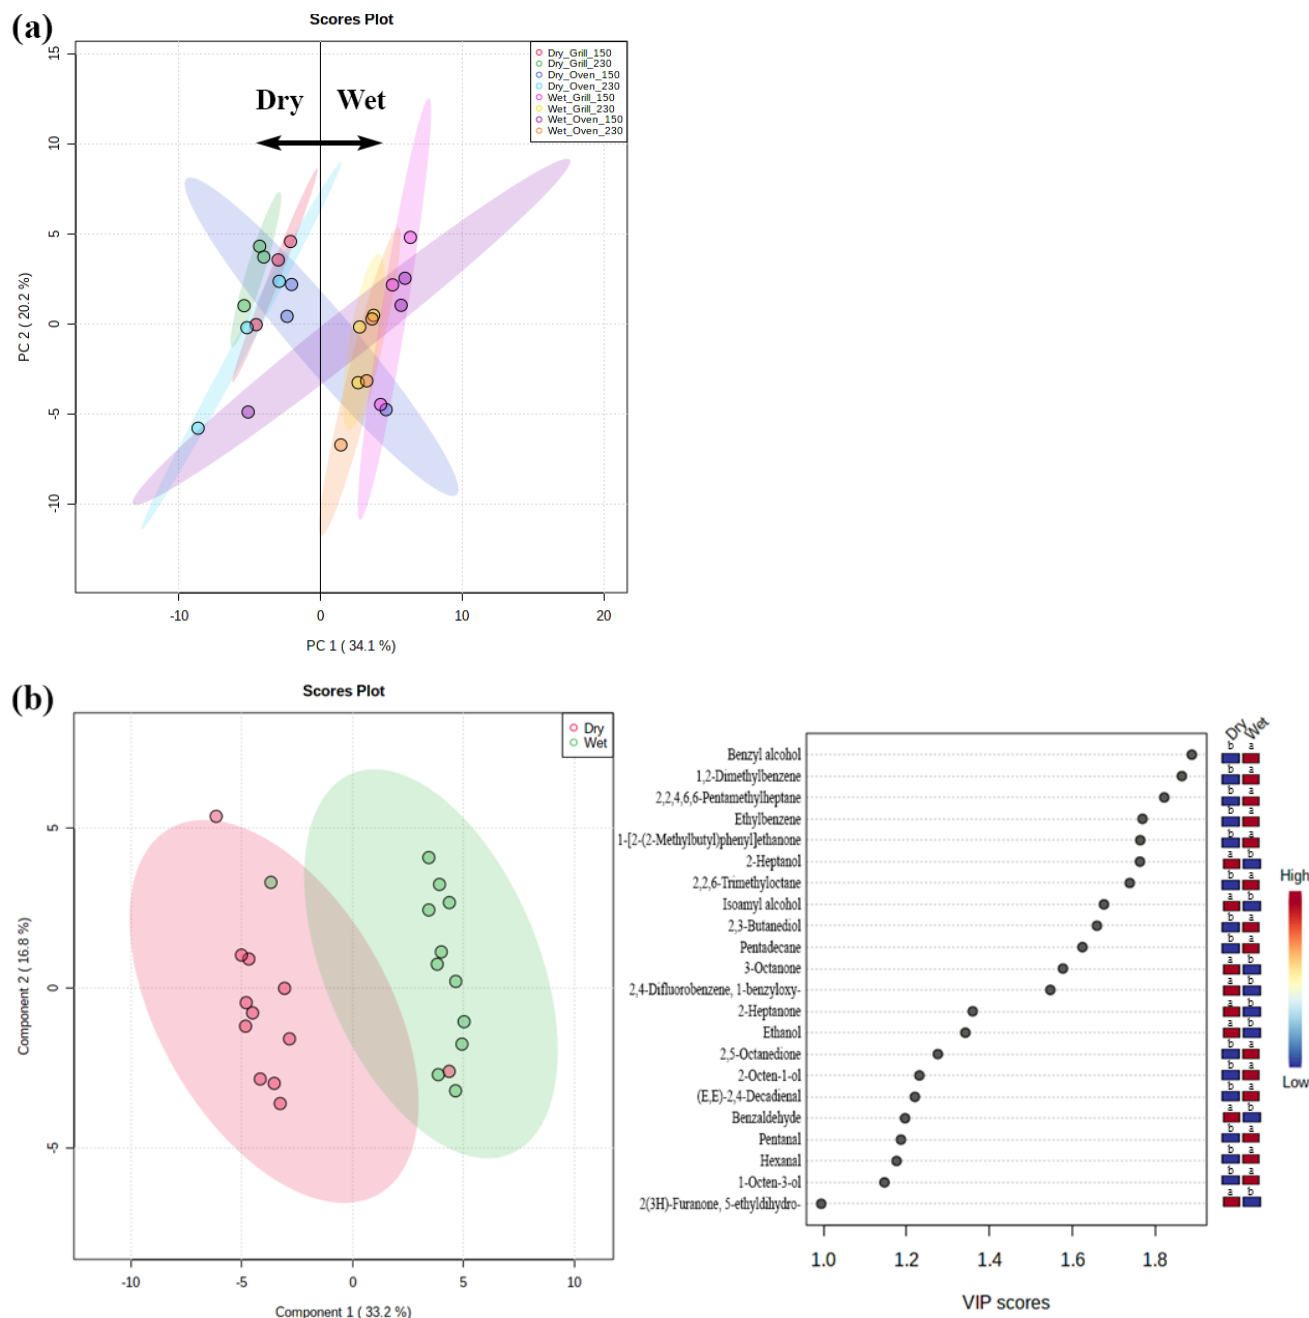 (a)
Scores Plot
Dry_Grill_150
Dry_Grill_230
Dry_Oven_150
Dry_Oven_230
Wet_Grill_150
Wet_Grill_230
Wet_Oven_150
Wet_Oven_230
Dry Wet
15
10
5
0
-5
-10
PC 2 ( 20.2 %)
-10 0 10 20
PC 1 ( 34.1 %)
(b)
Scores Plot
Dry
Wet
5
0
-5
Component 2 ( 16.8 %)
-10 -5 0 5 10
Component 1 ( 33.2 %)
Dry Wet
Benzyl alcohol b a
1,2-Dimethylbenzene b a
2,2,4,6,6-Pentamethylheptane b a
Ethylbenzene b a
1-[2-(2-Methylbutyl)phenyl]ethanone b a
2-Heptanol a b
2,2,6-Trimethyloctane b a
Isoamyl alcohol a b
2,3-Butanediol b a
Pentadecane b a
3-Octanone a b
2,4-Difluorobenzene, 1-benzyloxy- a b
2-Heptanone a b
Ethanol a b
2,5-Octanedione b a
2-Octen-1-ol b a
(E,E)-2,4-Decadienal b a
Benzaldehyde a b
Pentanal b a
Hexanal b a
1-Octen-3-ol b a
2(3H)-Furanone, 5-ethyldihydro- a b
1.0 1.2 1.4 1.6 1.8
VIP scores
High
Low